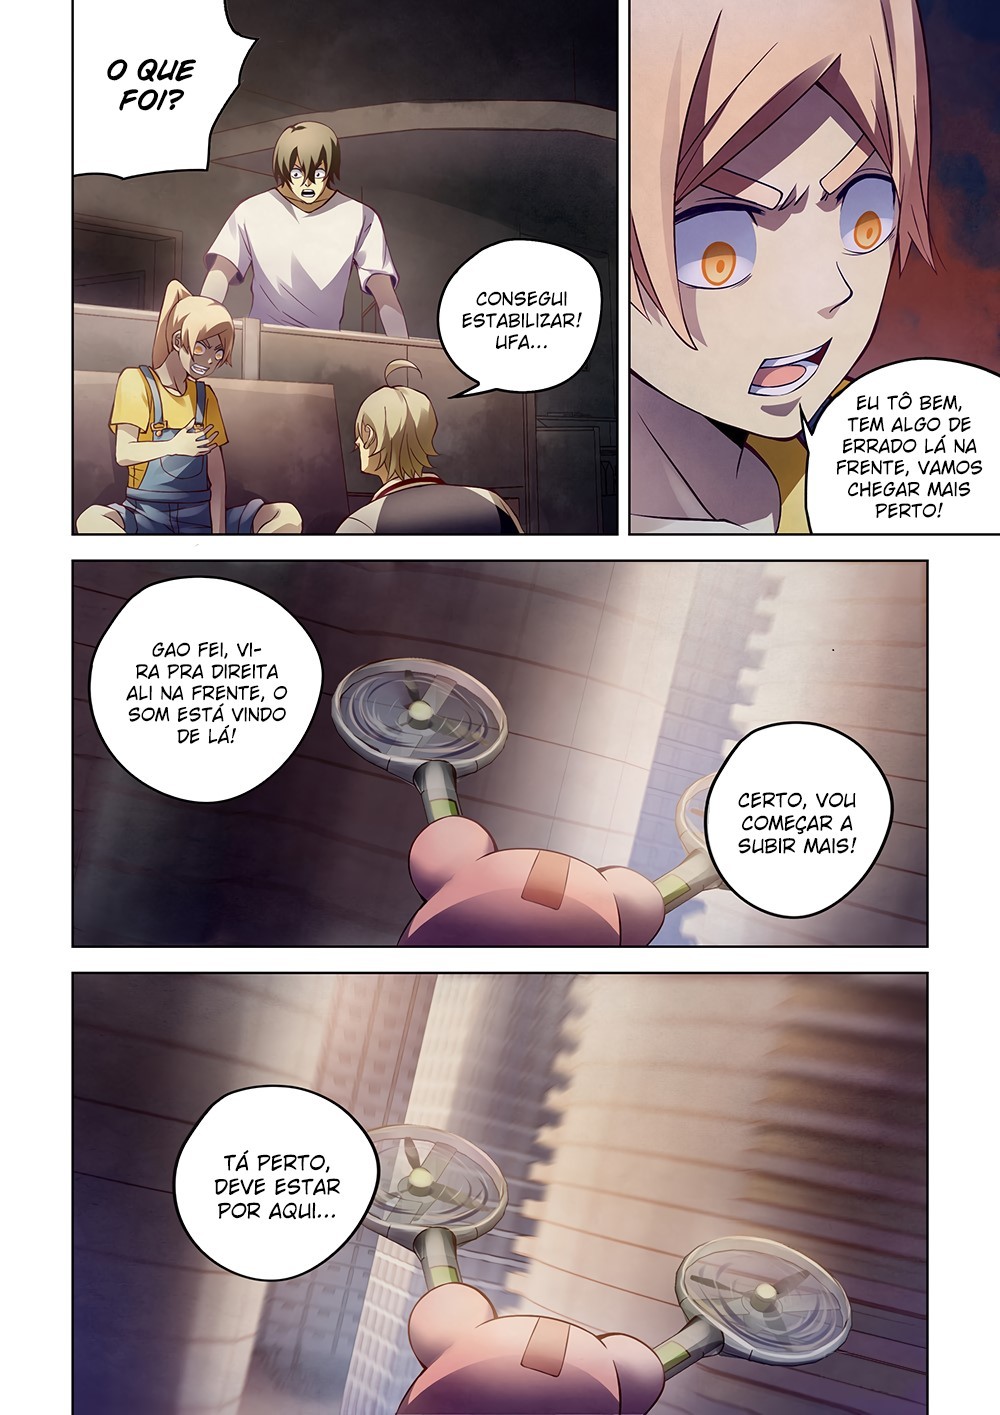 O QUE
FOI?
CONSEGUI
ESTABILIZAR!
UFA...
EU TÔ BEM,
TEM ALGO DE
ERRADO LÁ NA
FRENTE, VAMOS
CHEGAR MAIS
PERTO!
GAO FEI, VI-
RA PRA DIREITA
ALI NA FRENTE, O
SOM ESTÁ VINDO
DE LÁ!
CERTO, VOU
COMEÇAR A
SUBIR MAIS!
TÁ PERTO,
DEVE ESTAR
POR AQUI...